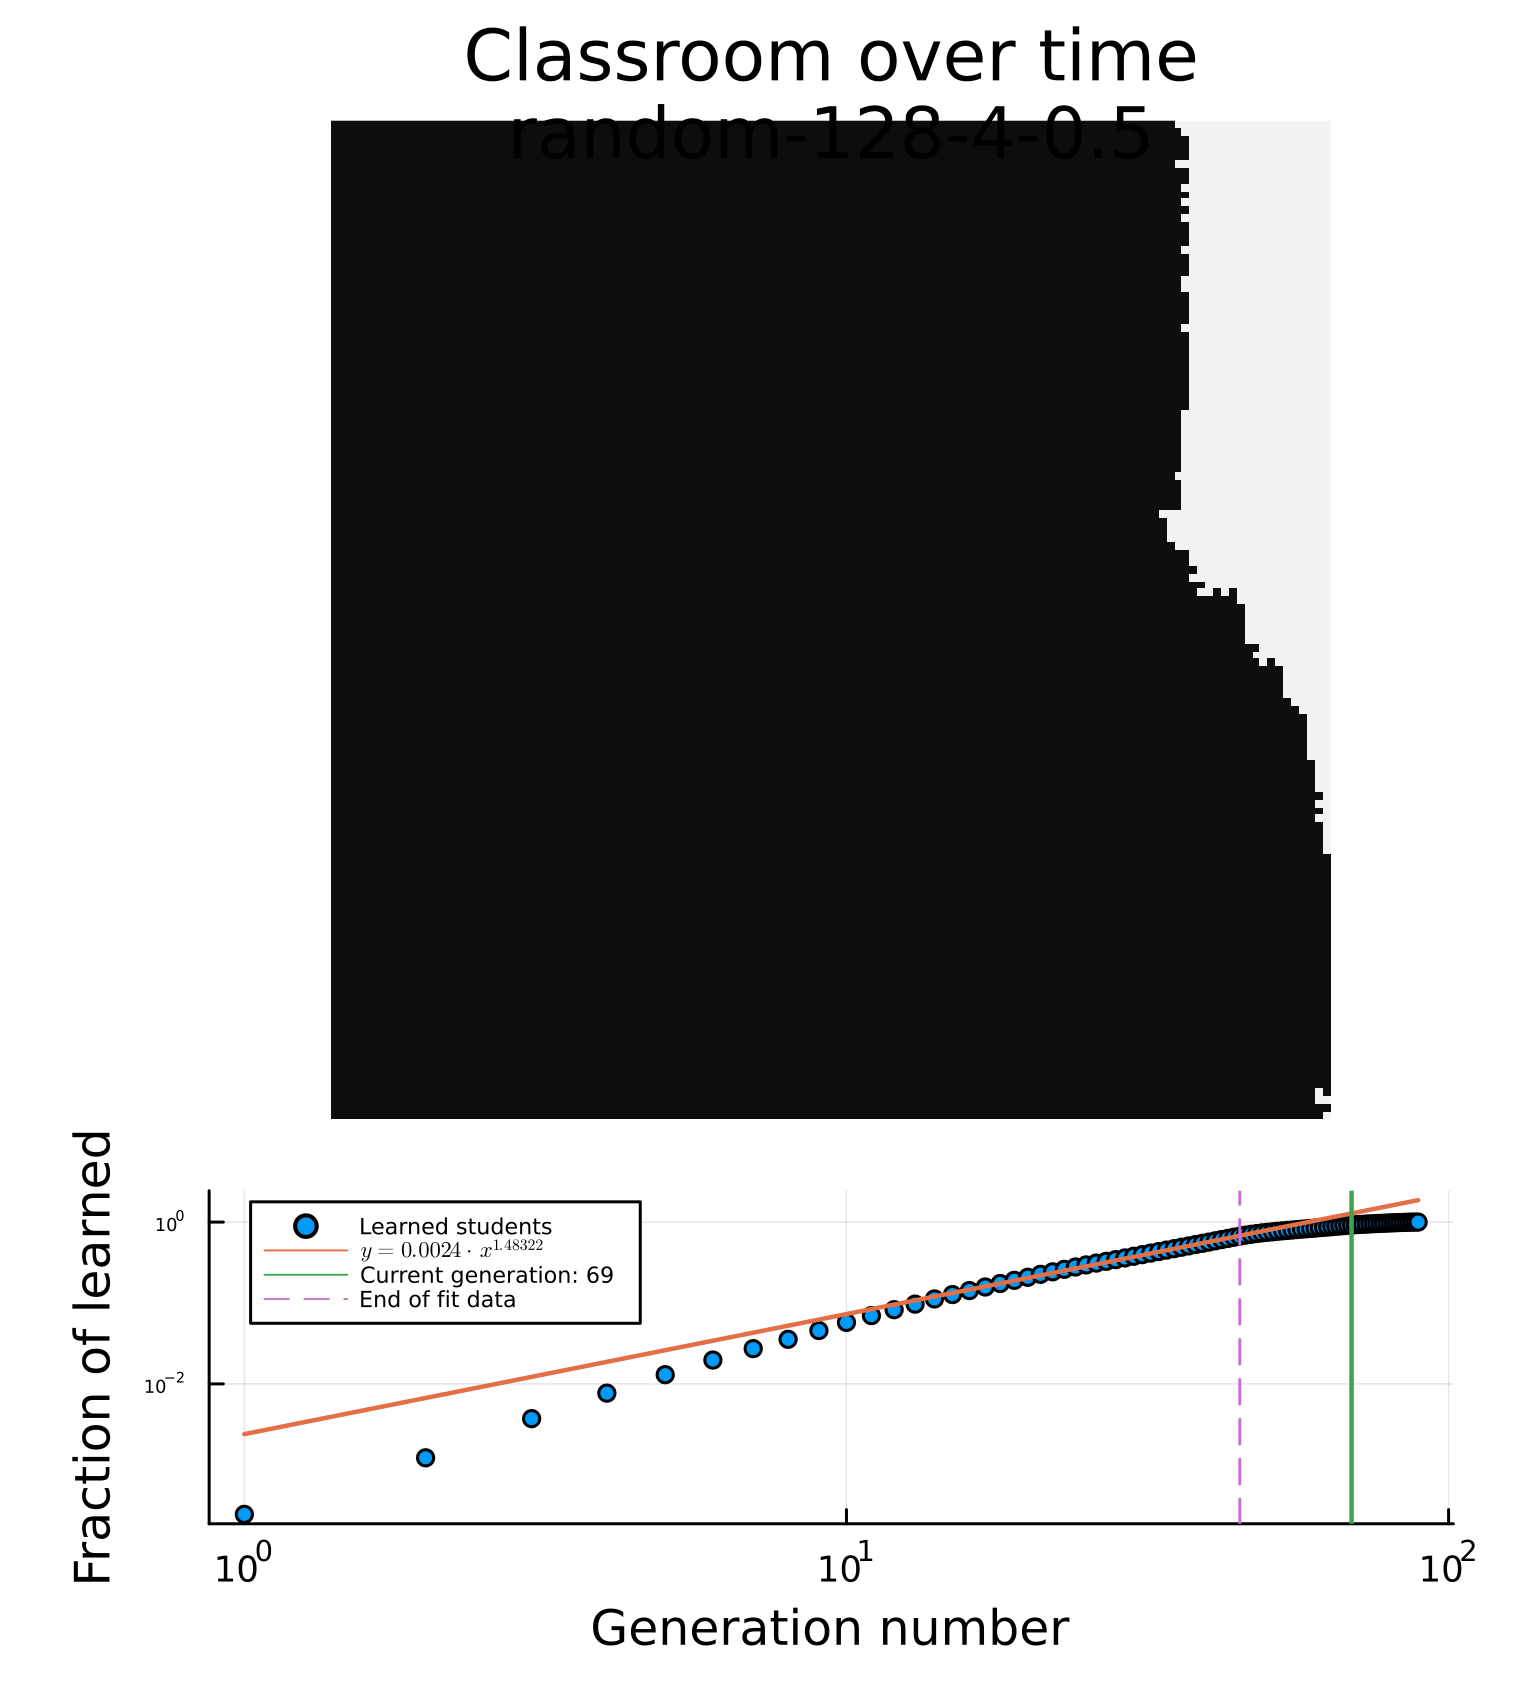 Classroom over time
random-128-4-0.5
Fraction of learned
10⁰
10⁻²
Learned students
y = 0.0024 · x^1.48322
Current generation: 69
End of fit data
10⁰
10¹
10²
Generation number